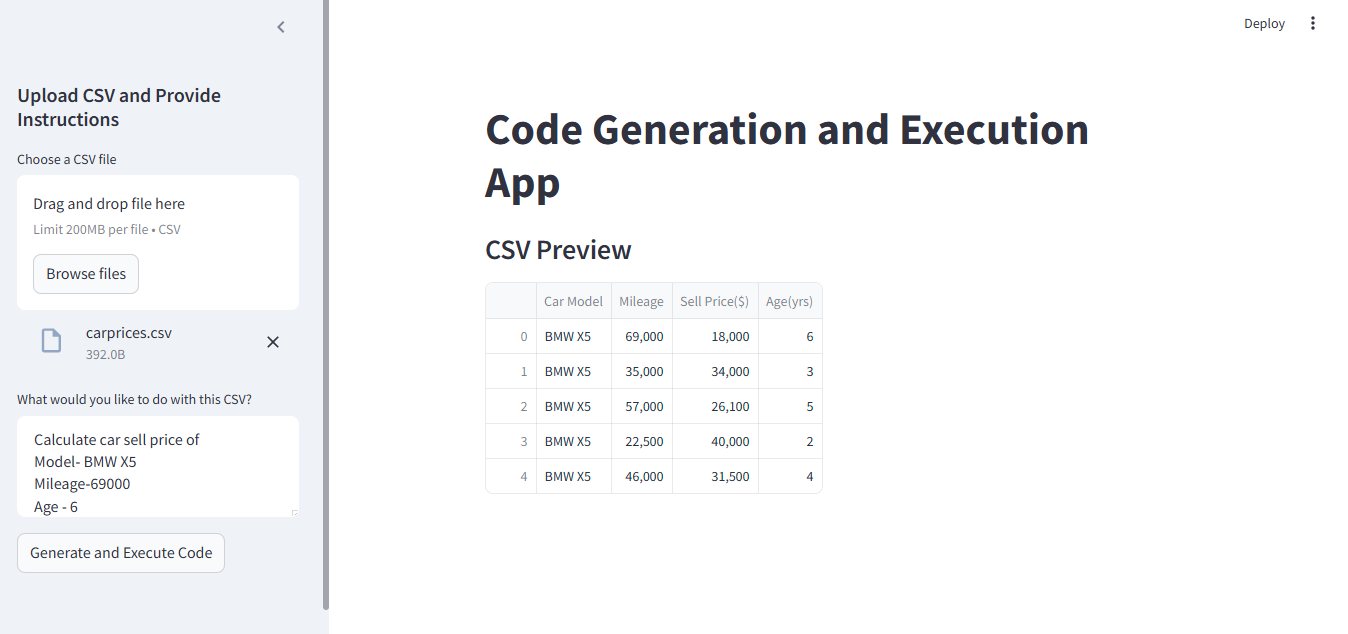 Deploy
Upload CSV and Provide
Instructions
Choose a CSV file
Drag and drop file here
Limit 200MB per file • CSV
Browse files
carprices.csv
392.0B
What would you like to do with this CSV?
Calculate car sell price of
Model- BMW X5
Mileage-69000
Age - 6
Generate and Execute Code
Code Generation and Execution
App
CSV Preview
Car Model Mileage Sell Price($) Age(yrs)
0 BMW X5 69,000 18,000 6
1 BMW X5 35,000 34,000 3
2 BMW X5 57,000 26,100 5
3 BMW X5 22,500 40,000 2
4 BMW X5 46,000 31,500 4